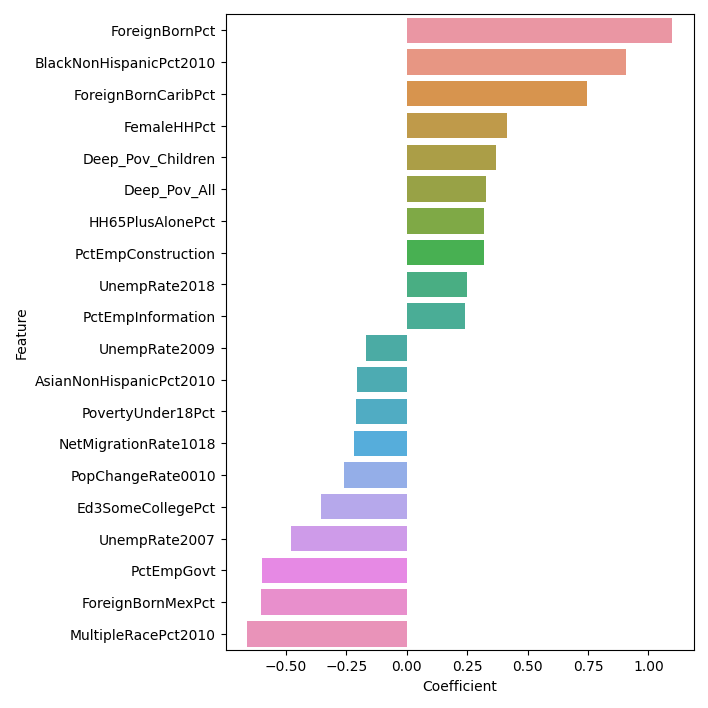 ForeignBornPct
BlackNonHispanicPct2010
ForeignBornCaribPct
FemaleHHPct
Deep_Pov_Children
Deep_Pov_All
HH65PlusAlonePct
PctEmpConstruction
UnempRate2018
PctEmpInformation
UnempRate2009
AsianNonHispanicPct2010
PovertyUnder18Pct
NetMigrationRate1018
PopChangeRate0010
Ed3SomeCollegePct
UnempRate2007
PctEmpGovt
ForeignBornMexPct
MultipleRacePct2010
Feature
−0.50 −0.25 0.00 0.25 0.50 0.75 1.00
Coefficient